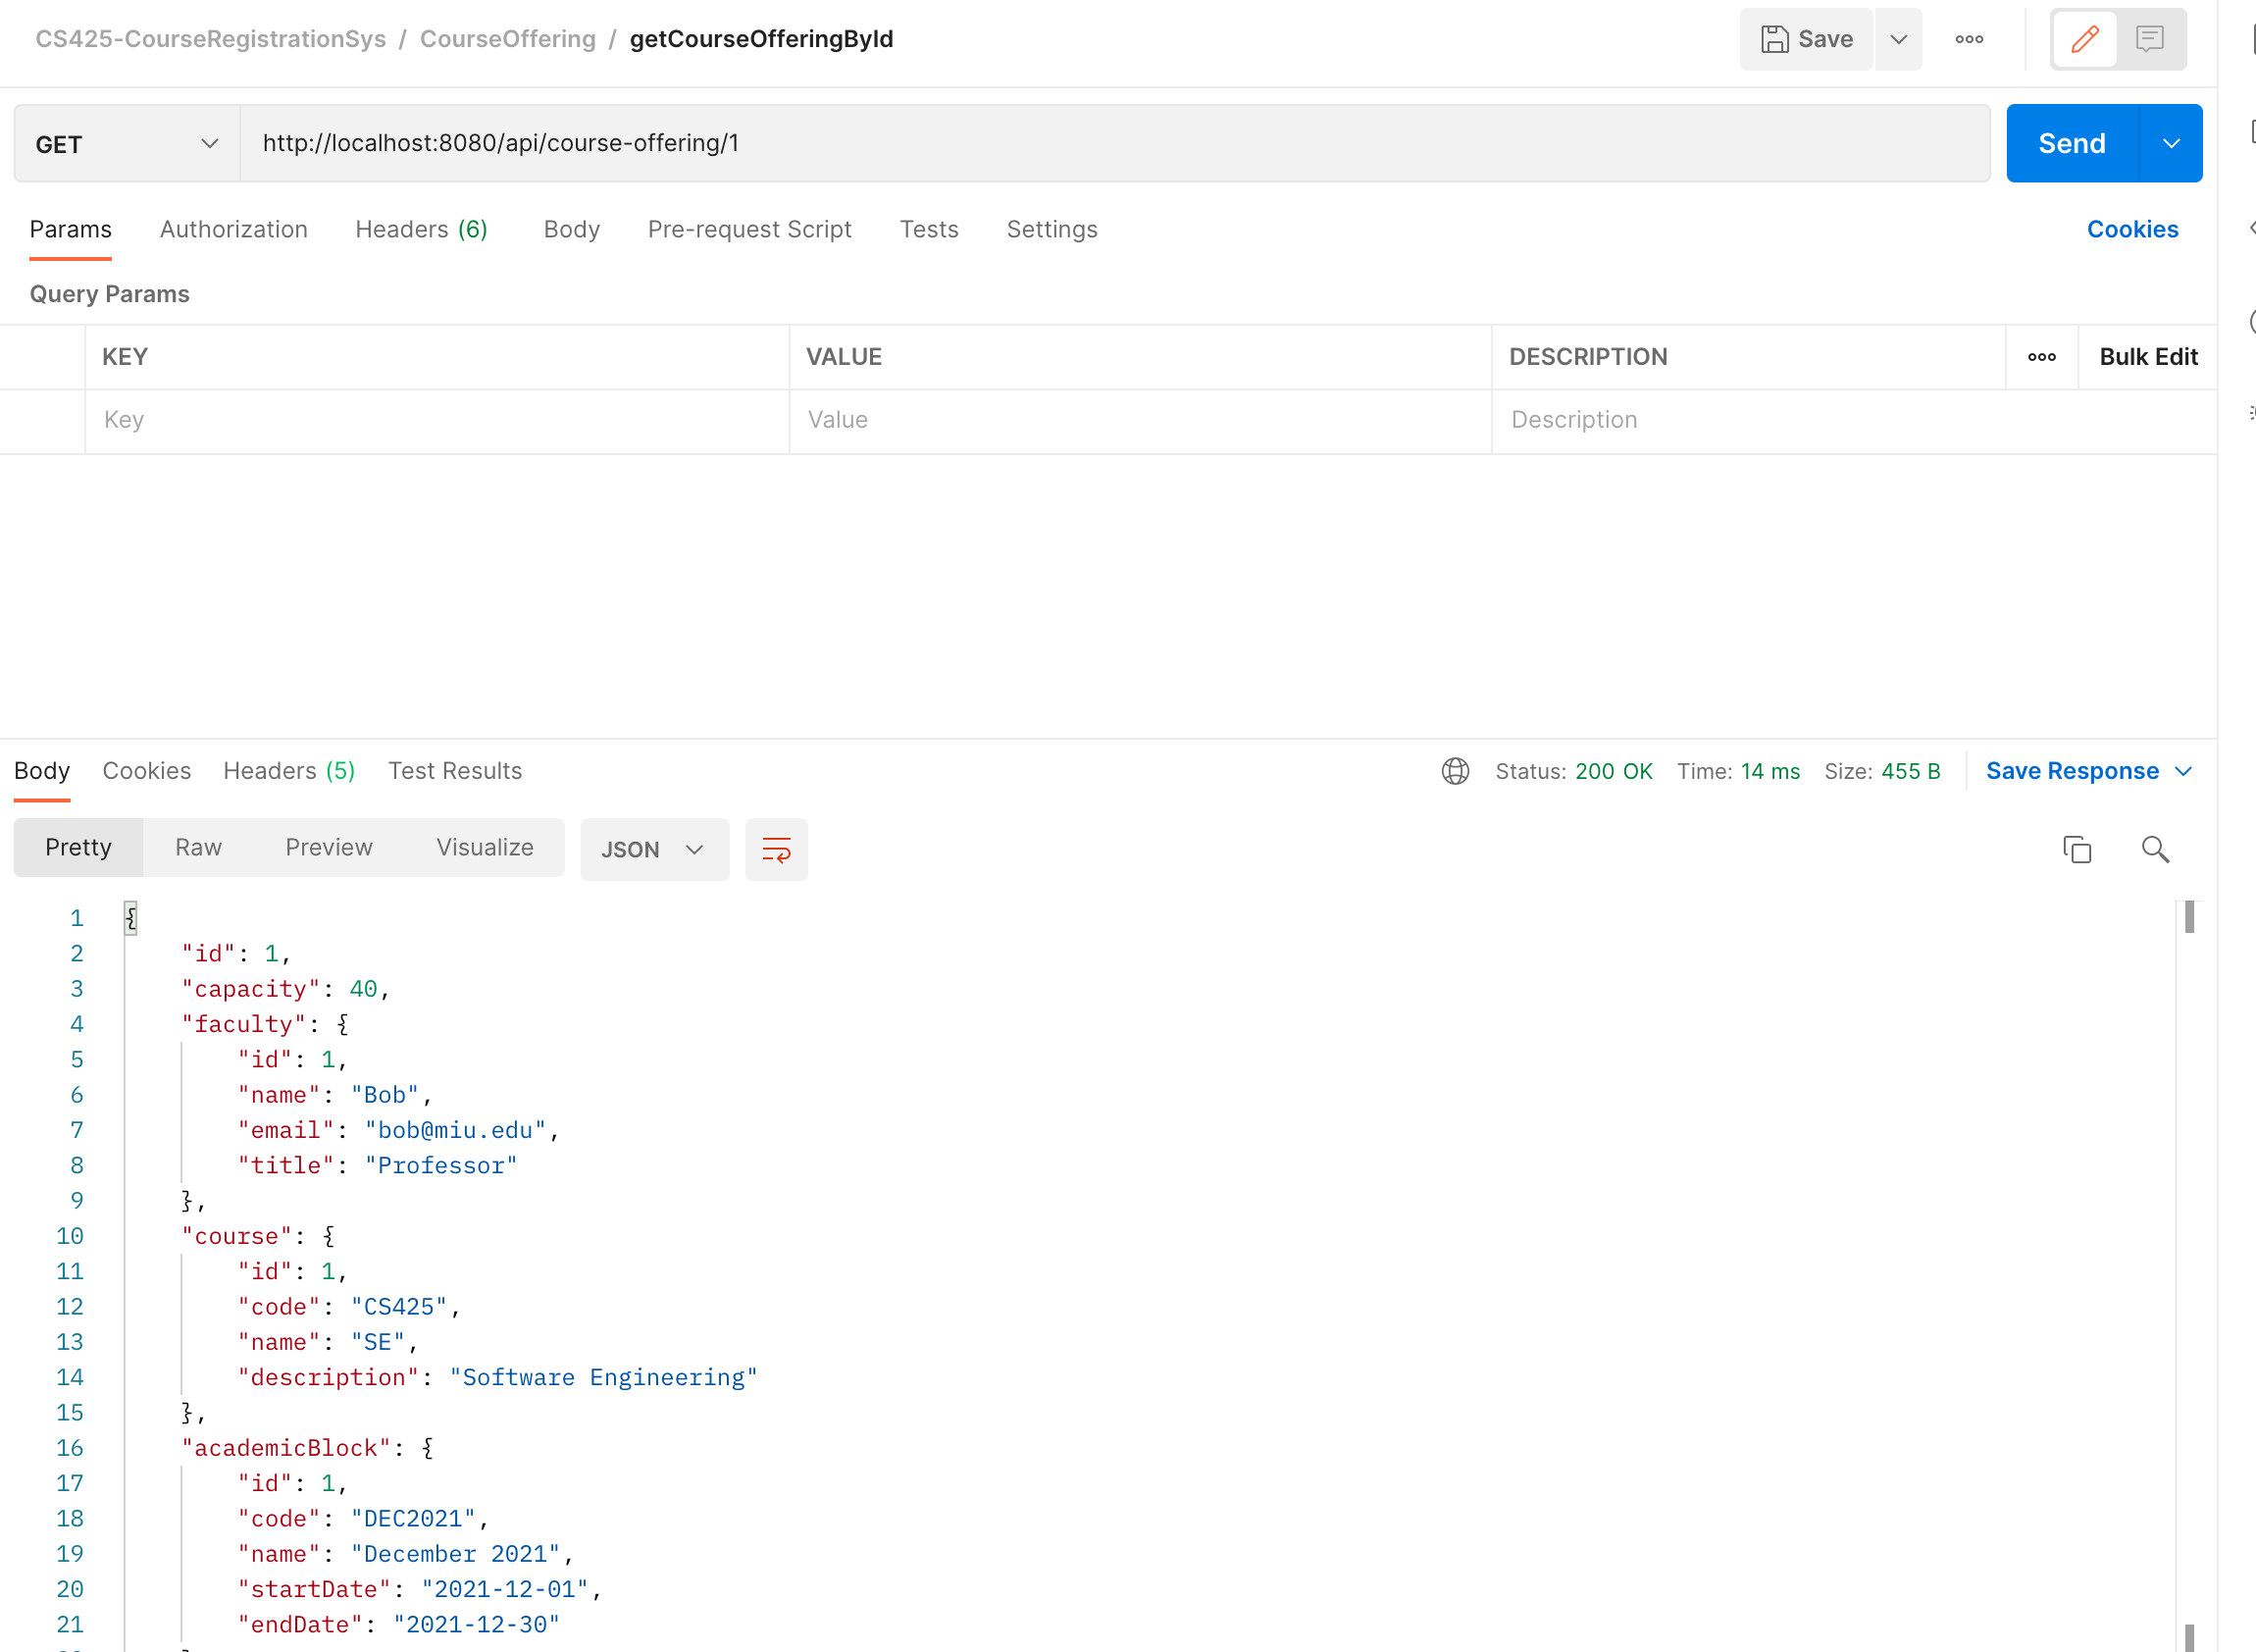 CS425-CourseRegistrationSys / CourseOffering / getCourseOfferingById
Save
GET
http://localhost:8080/api/course-offering/1
Send
Params Authorization Headers (6) Body Pre-request Script Tests Settings Cookies
Query Params
KEY VALUE DESCRIPTION Bulk Edit
Key Value Description
Body Cookies Headers (5) Test Results Status: 200 OK Time: 14 ms Size: 455 B Save Response
Pretty Raw Preview Visualize JSON
1 {
2 "id": 1,
3 "capacity": 40,
4 "faculty": {
5 "id": 1,
6 "name": "Bob",
7 "email": "bob@miu.edu",
8 "title": "Professor"
9 },
10 "course": {
11 "id": 1,
12 "code": "CS425",
13 "name": "SE",
14 "description": "Software Engineering"
15 },
16 "academicBlock": {
17 "id": 1,
18 "code": "DEC2021",
19 "name": "December 2021",
20 "startDate": "2021-12-01",
21 "endDate": "2021-12-30"